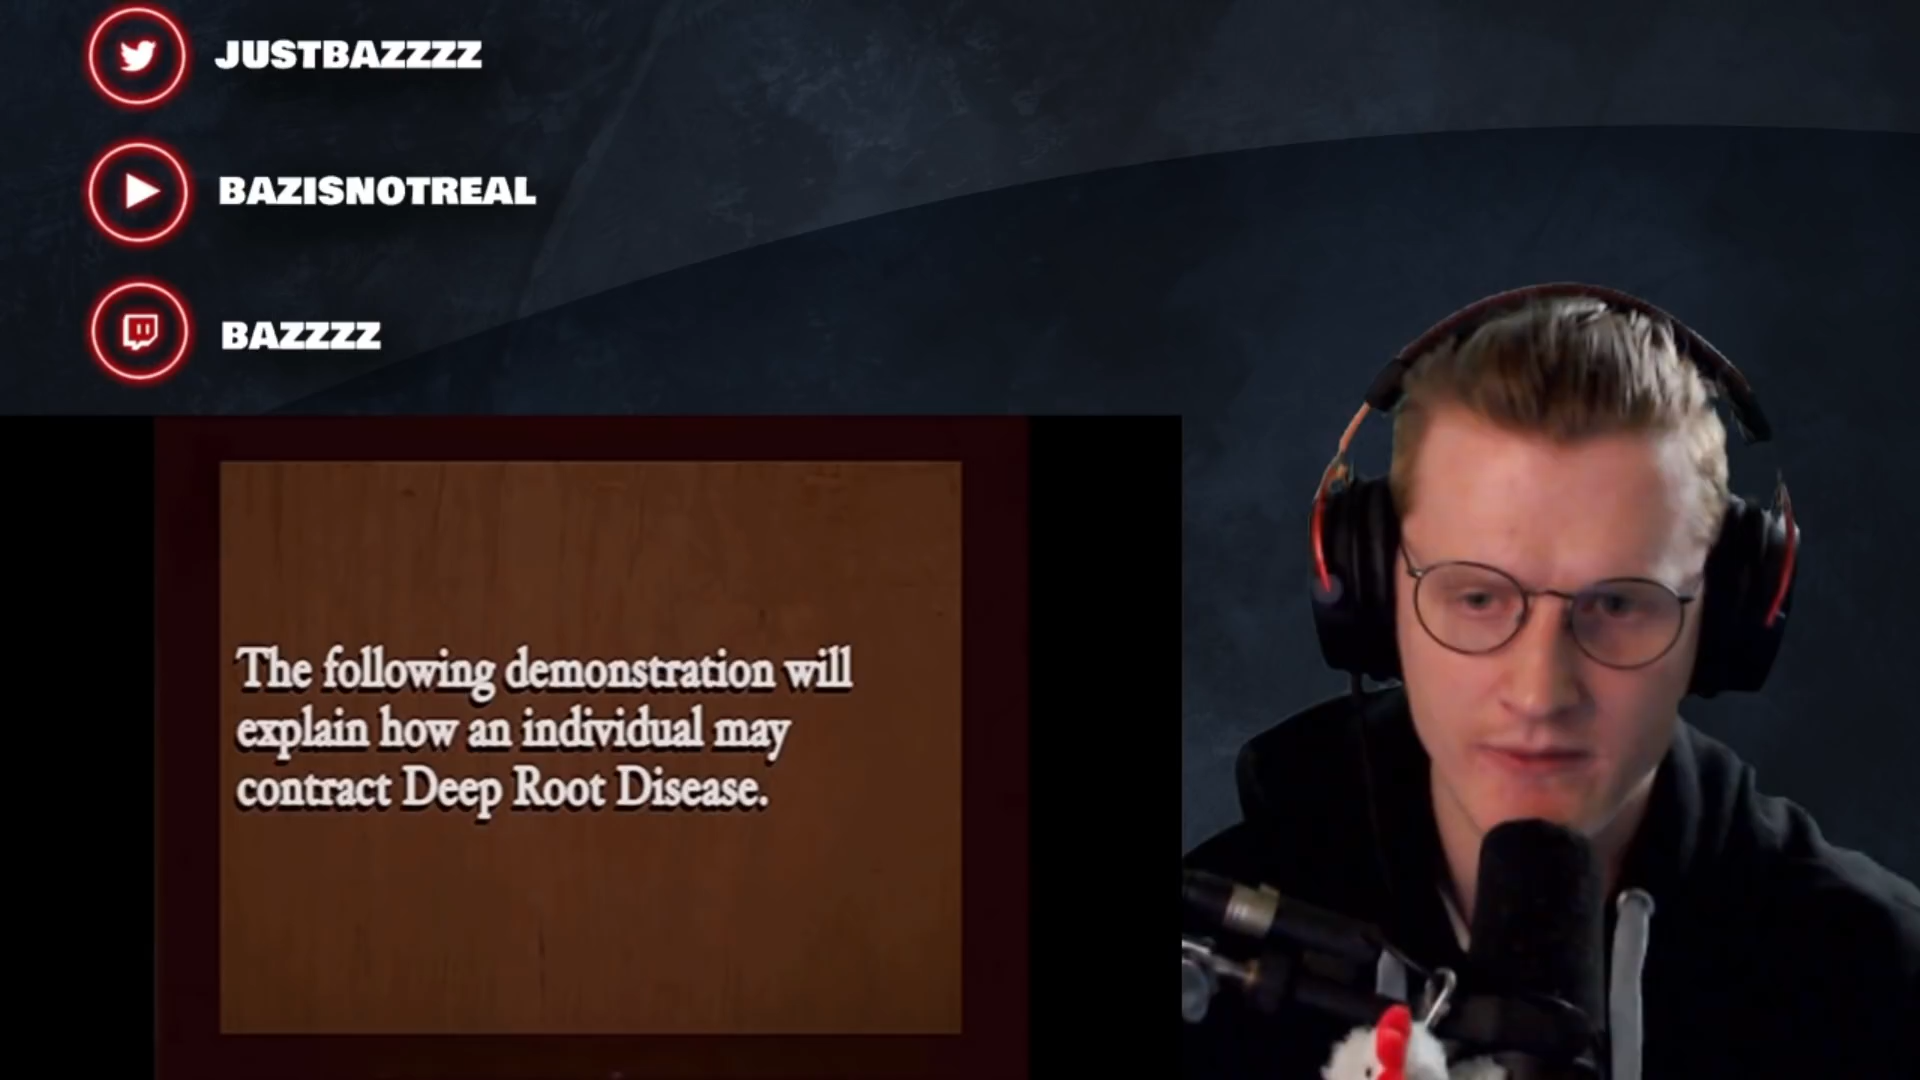 JUSTBAZZZZ
BAZISNOTREAL
BAZZZZ
The following demonstration will
explain how an individual may
contract Deep Root Disease.